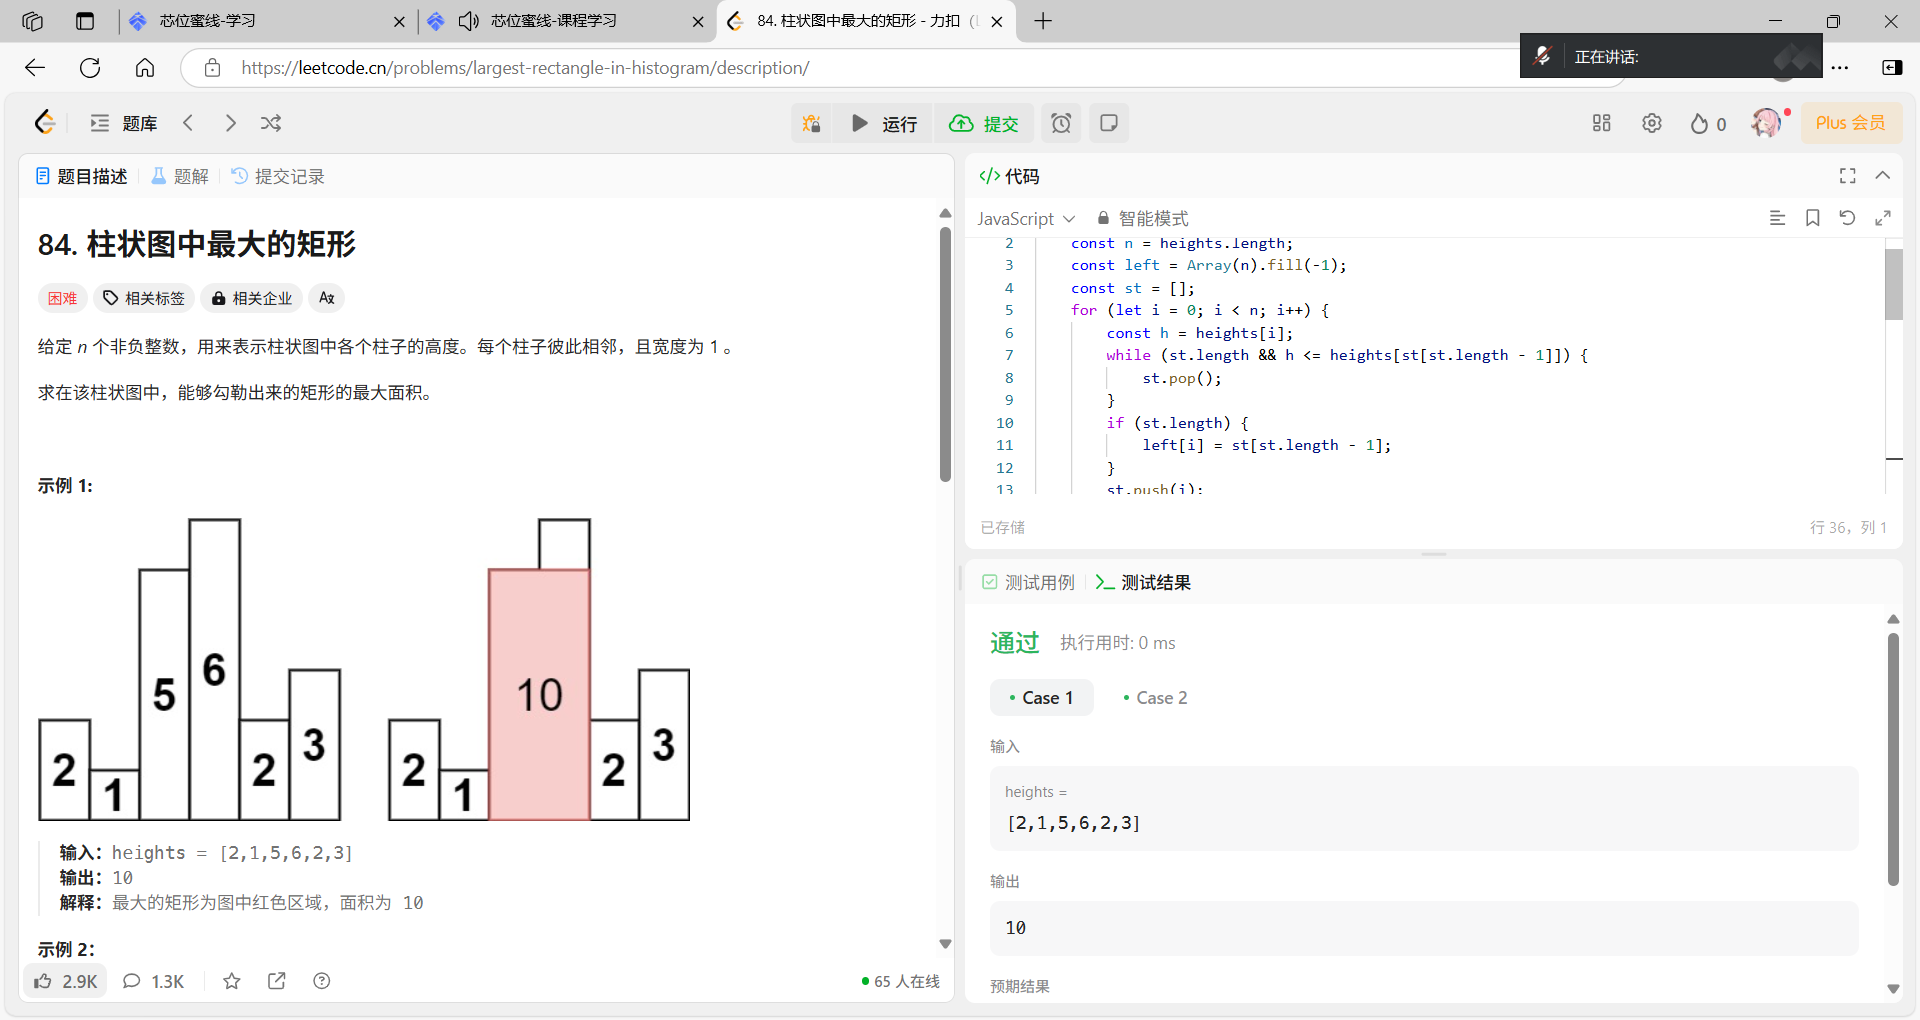 芯位蜜线-学习
芯位蜜线-课程学习
84. 柱状图中最大的矩形 - 力扣（L
https://leetcode.cn/problems/largest-rectangle-in-histogram/description/
正在讲话:
题库
运行
提交
0
Plus 会员
题目描述
题解
提交记录
84. 柱状图中最大的矩形
困难
相关标签
相关企业
给定 n 个非负整数，用来表示柱状图中各个柱子的高度。每个柱子彼此相邻，且宽度为 1 。
求在该柱状图中，能够勾勒出来的矩形的最大面积。
示例 1:
2
1
5
6
2
3
2
1
10
2
3
输入：heights = [2,1,5,6,2,3]
输出：10
解释：最大的矩形为图中红色区域，面积为 10
示例 2：
2.9K
1.3K
65 人在线
</> 代码
JavaScript
智能模式
2 const n = heights.length;
3 const left = Array(n).fill(-1);
4 const st = [];
5 for (let i = 0; i < n; i++) {
6 const h = heights[i];
7 while (st.length && h <= heights[st[st.length - 1]]) {
8 st.pop();
9 }
10 if (st.length) {
11 left[i] = st[st.length - 1];
12 }
13 st.push(i);
已存储
行 36，列 1
测试用例
测试结果
通过
执行用时: 0 ms
Case 1
Case 2
输入
heights =
[2,1,5,6,2,3]
输出
10
预期结果